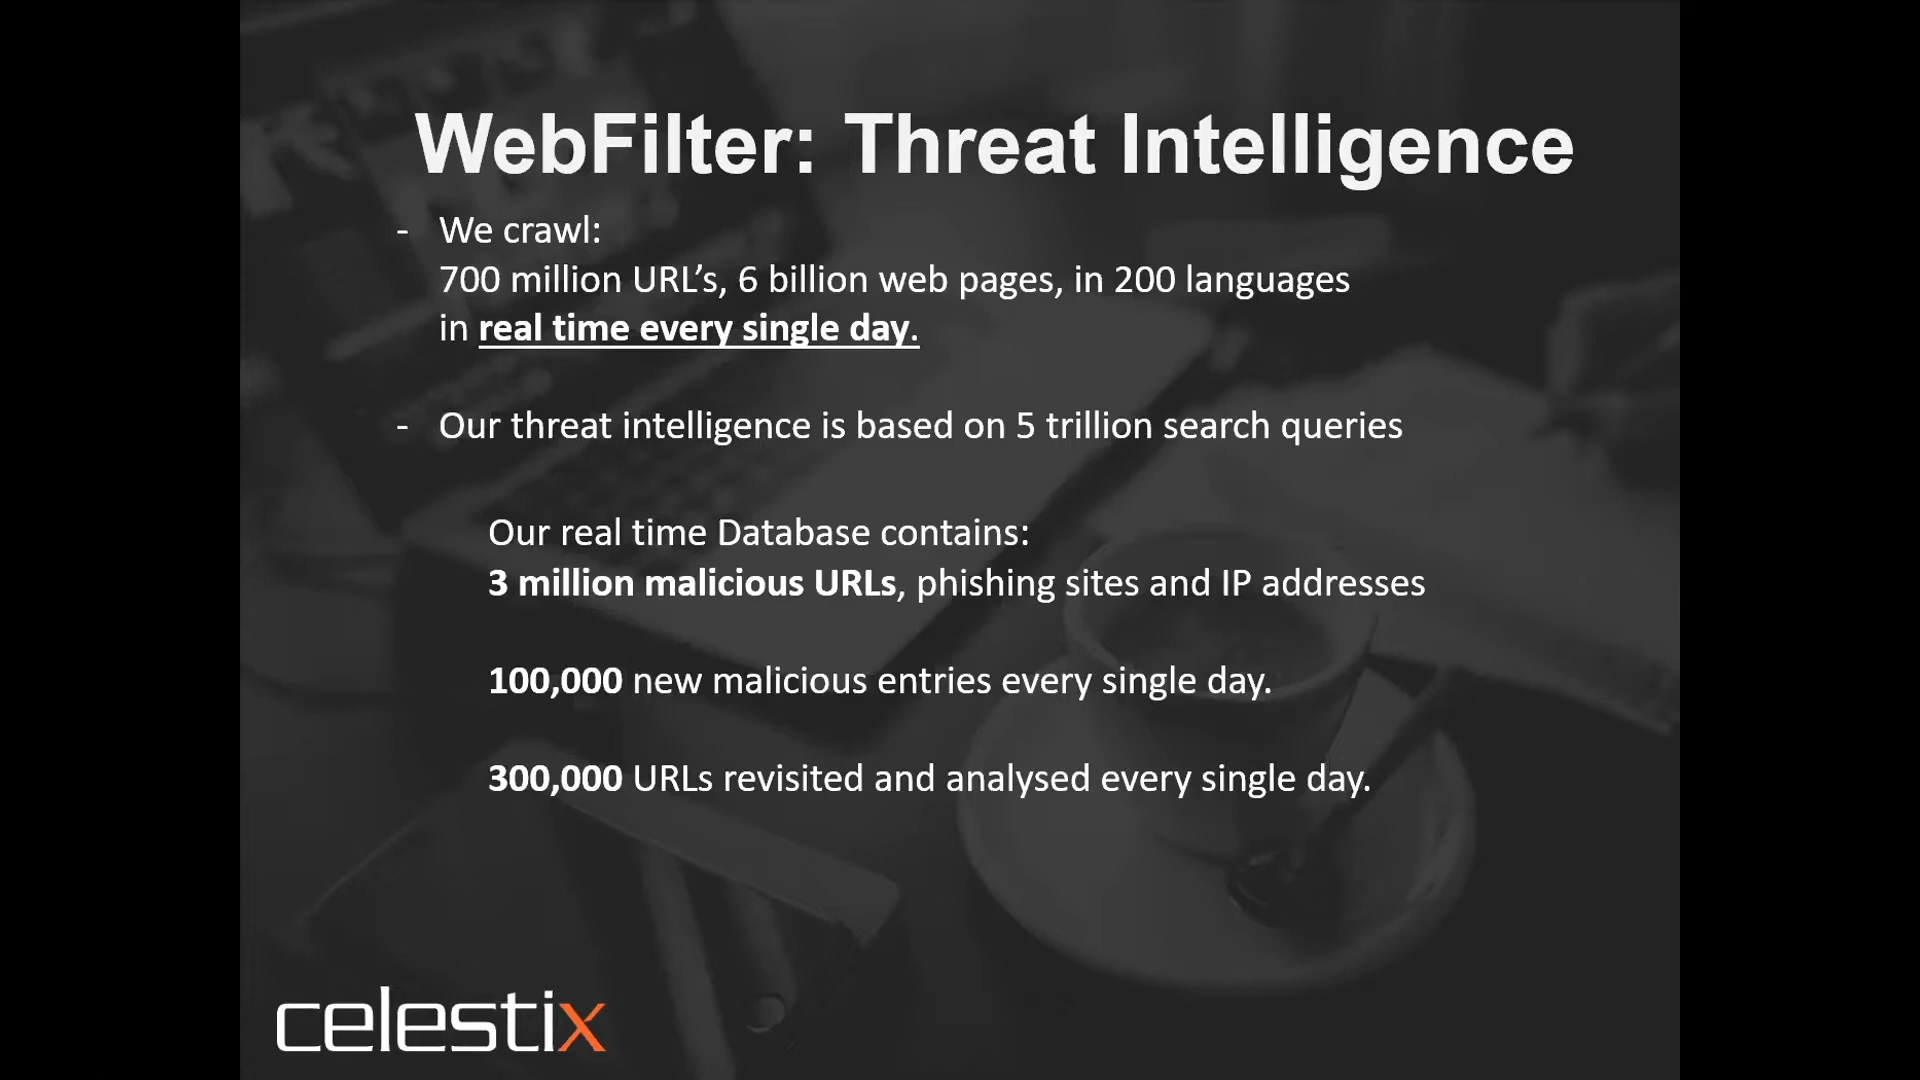 WebFilter: Threat Intelligence
- We crawl:
700 million URL’s, 6 billion web pages, in 200 languages
in real time every single day.
- Our threat intelligence is based on 5 trillion search queries
Our real time Database contains:
3 million malicious URLs, phishing sites and IP addresses
100,000 new malicious entries every single day.
300,000 URLs revisited and analysed every single day.
celestix